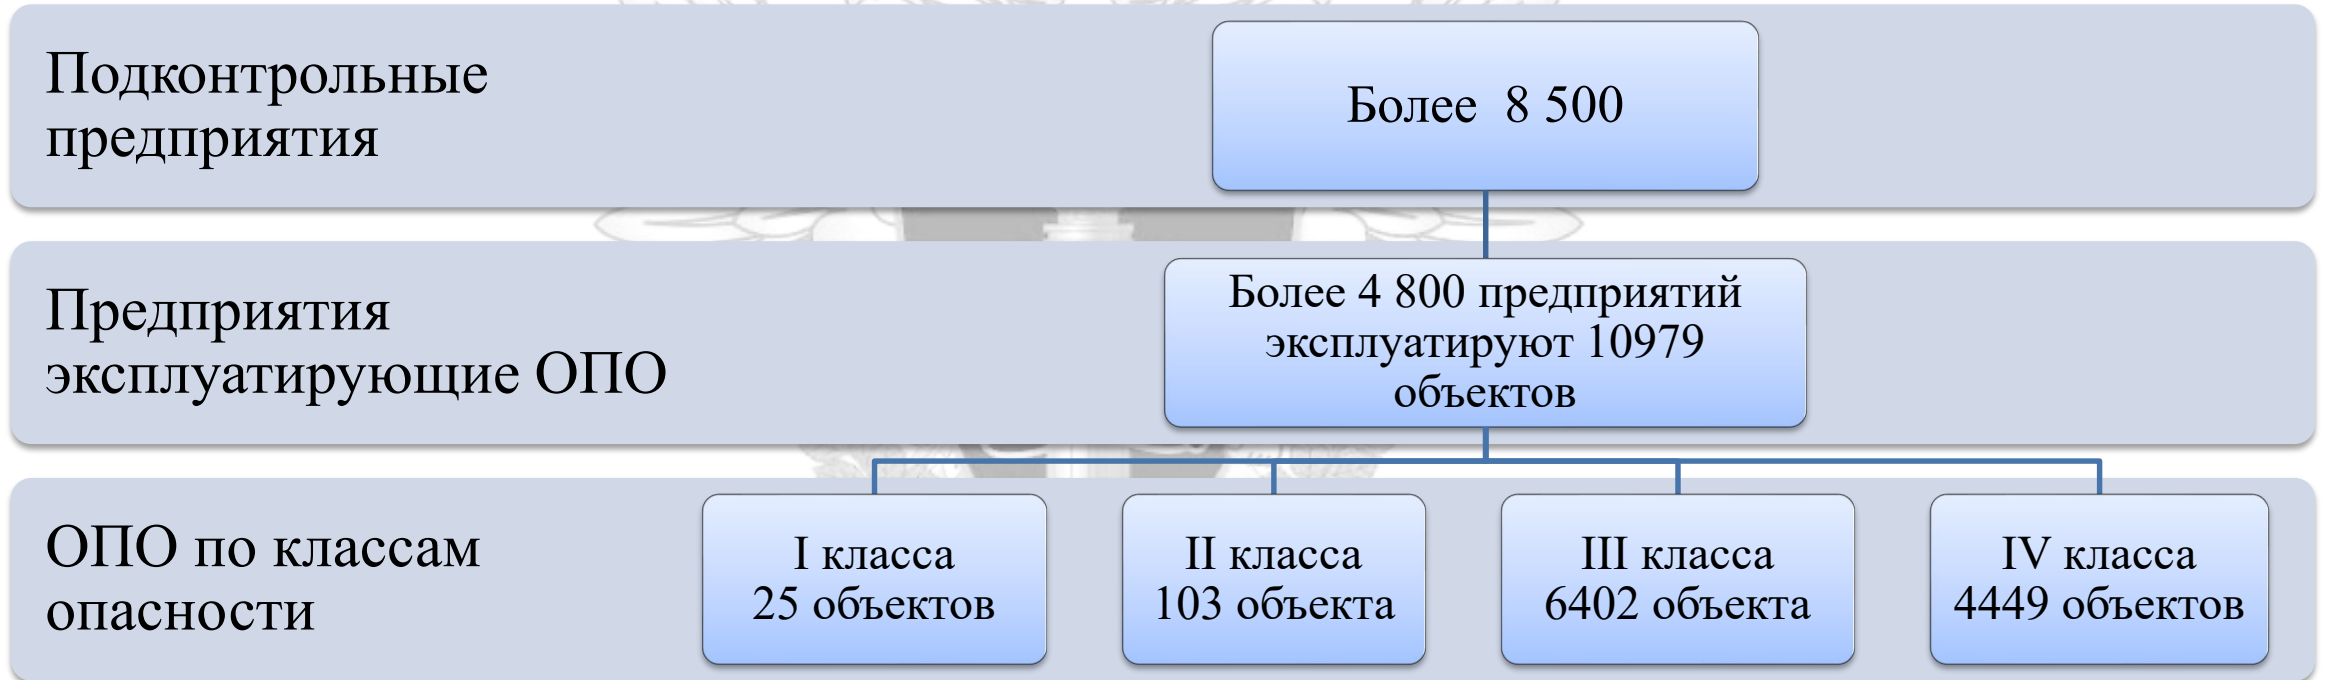 Подконтрольные
предприятия
Более  8 500
Предприятия
эксплуатирующие ОПО
Более 4 800 предприятий
эксплуатируют 10979
объектов
ОПО по классам
опасности
I класса
25 объектов
II класса
103 объекта
III класса
6402 объекта
IV класса
4449 объектов